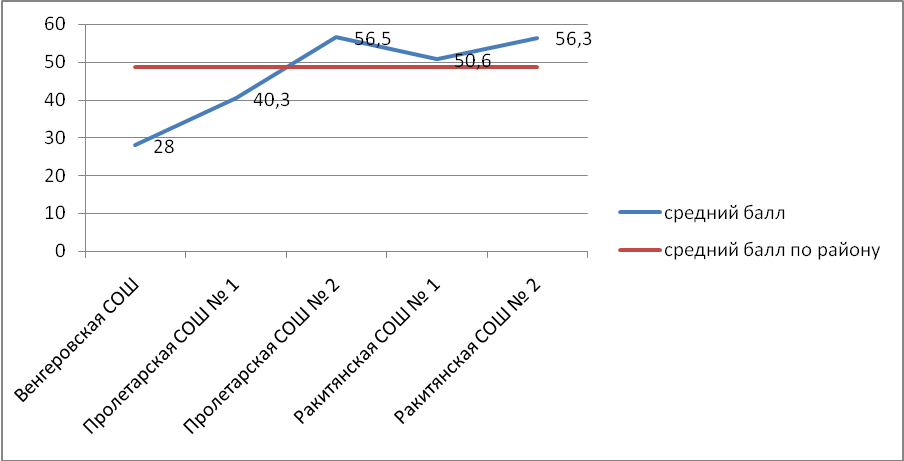 60
50
40
30
20
10
0
28
40,3
56,5
50,6
56,3
Венгеровская СОШ
Пролетарская СОШ № 1
Пролетарская СОШ № 2
Ракитянская СОШ № 1
Ракитянская СОШ № 2
средний балл
средний балл по району